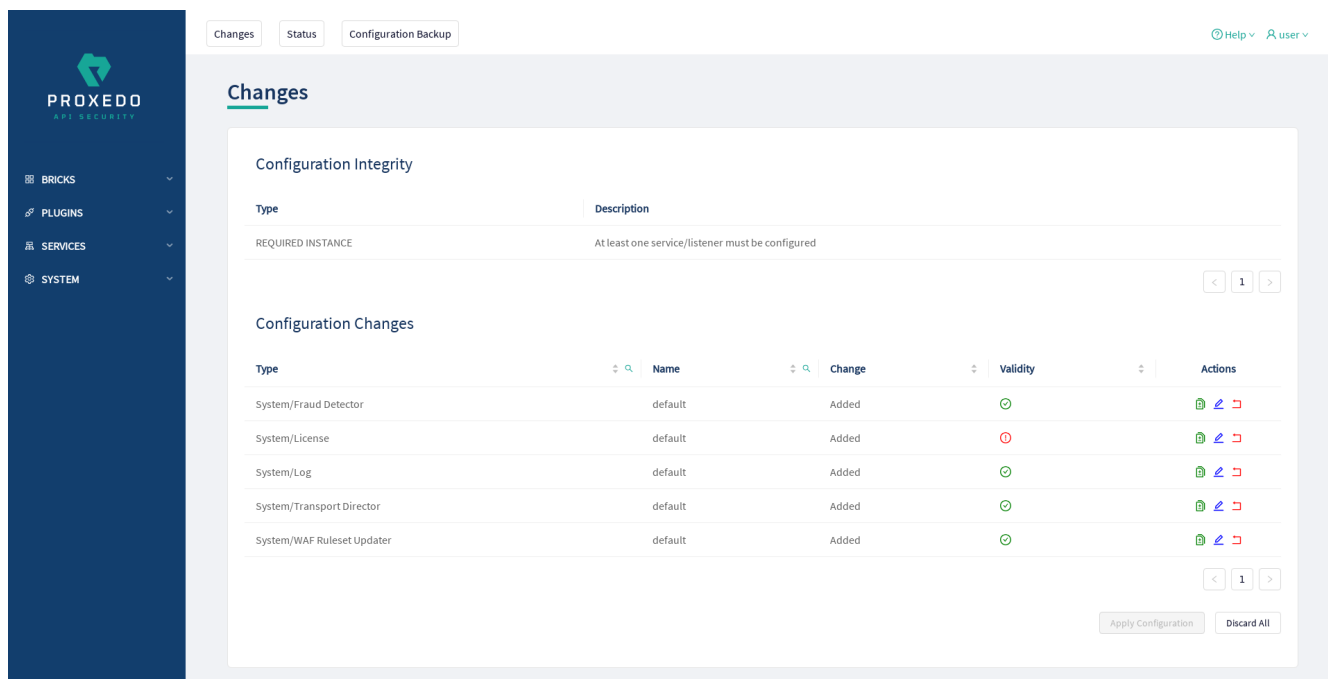 Changes Status Configuration Backup Help user
PROXEDO
API SECURITY
BRICKS
PLUGINS
SERVICES
SYSTEM
Changes
Configuration Integrity
Type Description
REQUIRED INSTANCE At least one service/listener must be configured
< 1 >
Configuration Changes
Type Name Change Validity Actions
System/Fraud Detector default Added
System/License default Added
System/Log default Added
System/Transport Director default Added
System/WAF Ruleset Updater default Added
< 1 >
Apply Configuration Discard All